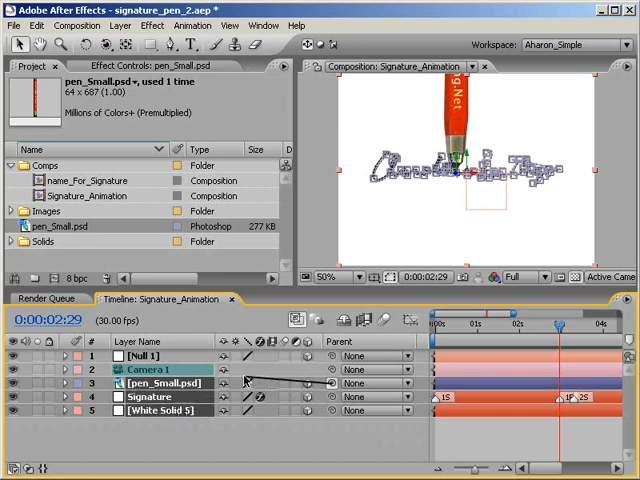 Adobe After Effects - signature_pen_2.aep *
File Edit Composition Layer Effect Animation View Window Help
Workspace: Aharon_Simple
Project × Effect Controls: pen_Small.psd
pen_Small.psd, used 1 time
64 x 687 (1.00)
Millions of Colors+ (Premultiplied)
Name Type Size
Comps Folder
name_For_Signature Composition
Signature_Animation Composition
Images Folder
pen_Small.psd Photoshop 277 KB
Solids Folder
8 bpc
Composition: Signature_Animation
ng.Net
50% 0:00:02:29 Full Active Came
Render Queue Timeline: Signature_Animation ×
0:00:02:29 (30.00 fps)
# Layer Name Parent
:00s 01s 02s 04s
1 [Null 1] None
2 Camera 1 None
3 [pen_Small.psd] None
4 Signature None
5 [White Solid 5] None
1S 1F 2S